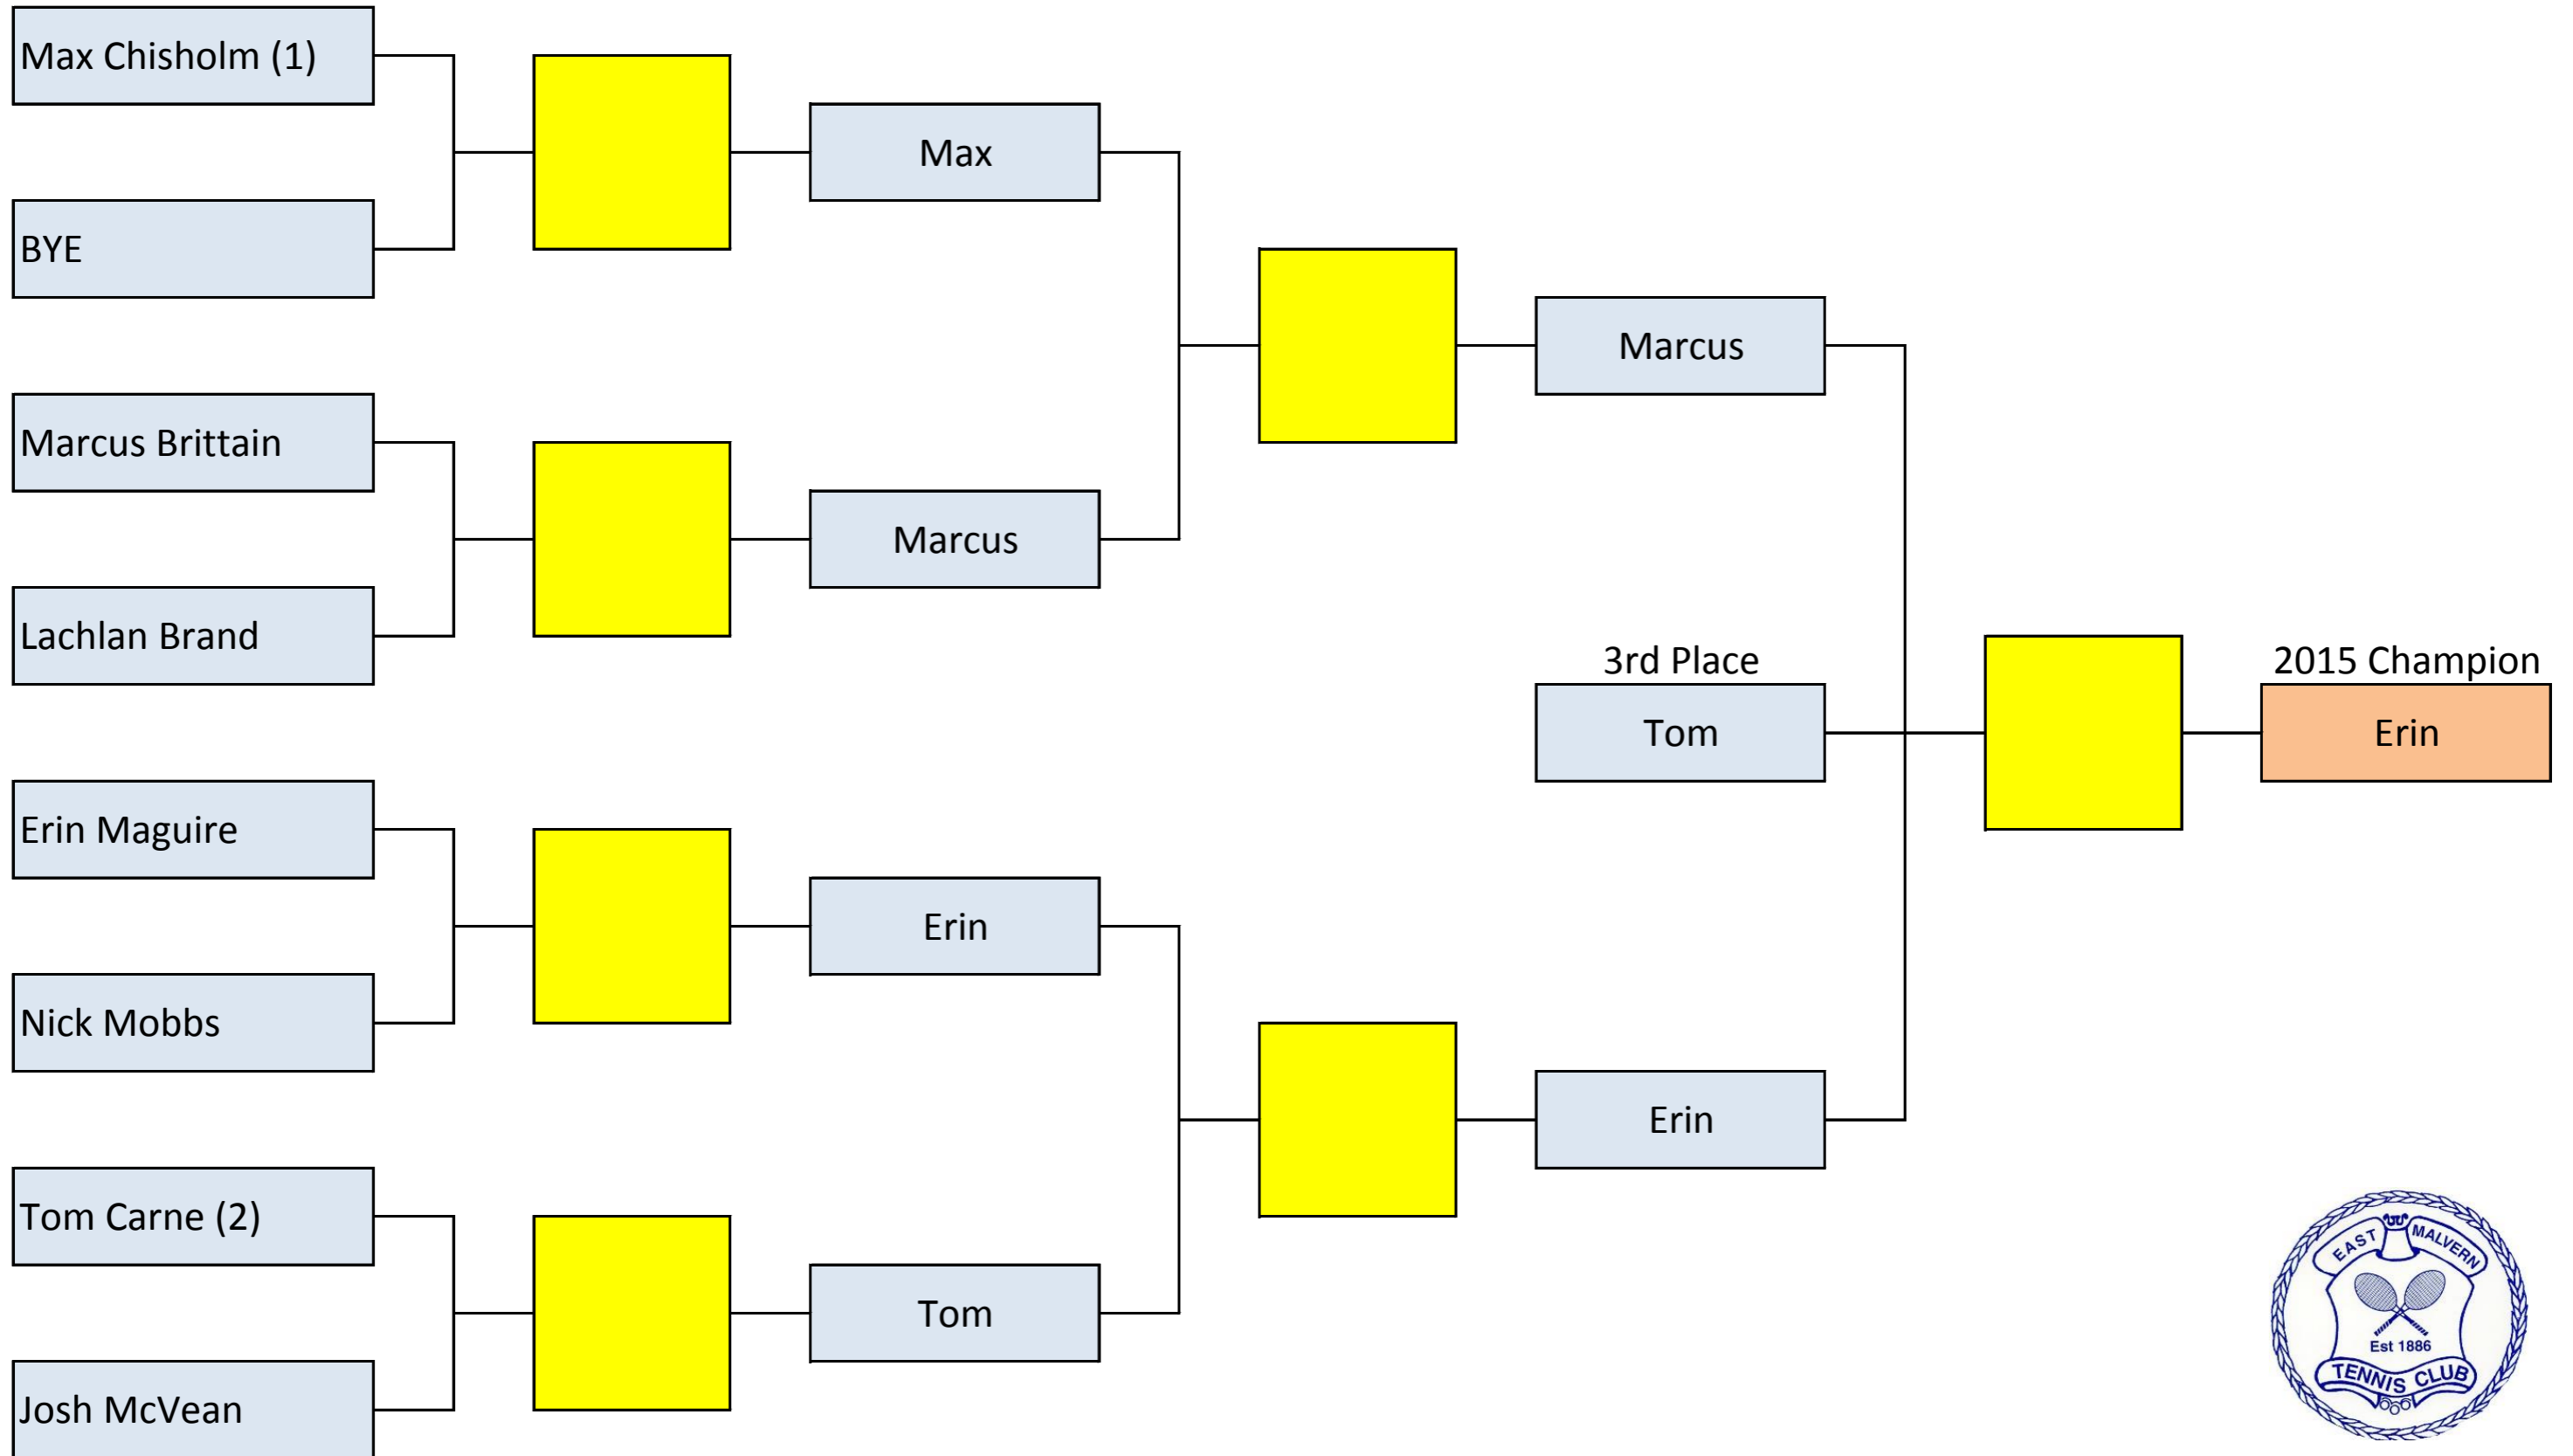 Max Chisholm (1)
Max
BYE
Marcus
Marcus Brittain
Marcus
Lachlan Brand
3rd Place
2015 Champion
Tom
Erin
Erin Maguire
Erin
Nick Mobbs
Erin
Tom Carne (2)
Tom
Josh McVean
EAST MALVERN
Est 1886
TENNIS CLUB